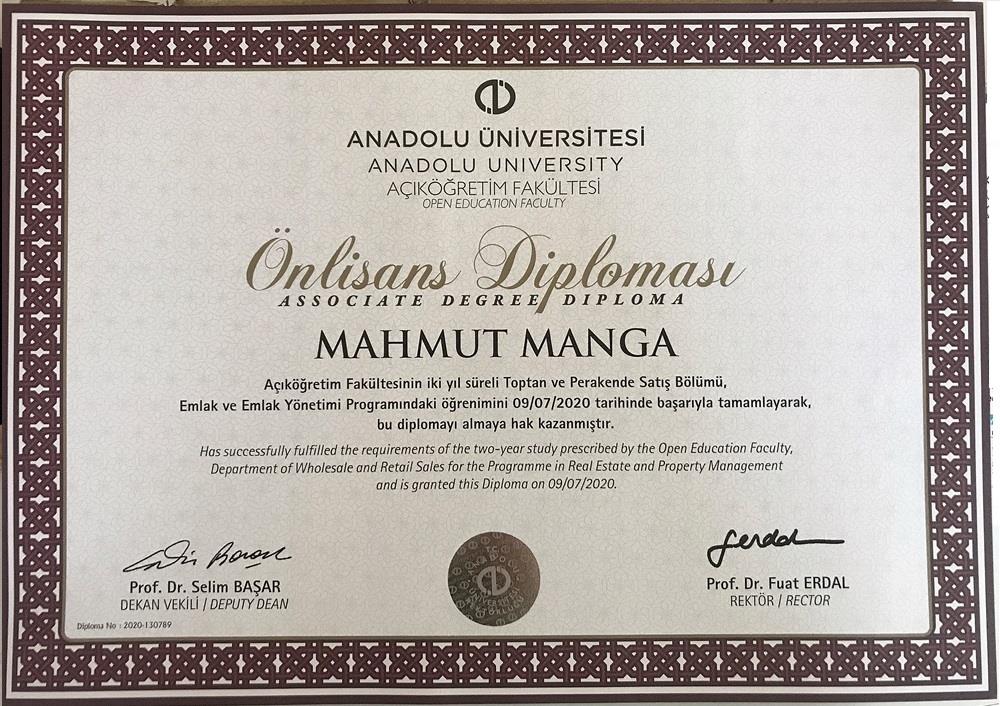 ANADOLU ÜNİVERSİTESİ
ANADOLU UNIVERSITY
AÇIKÖĞRETİM FAKÜLTESİ
OPEN EDUCATION FACULTY
Önlisans Diploması
ASSOCIATE DEGREE DIPLOMA
MAHMUT MANGA
Açıköğretim Fakültesinin iki yıl süreli Toptan ve Perakende Satış Bölümü,
Emlak ve Emlak Yönetimi Programındaki öğrenimini 09/07/2020 tarihinde başarıyla tamamlayarak,
bu diplomayı almaya hak kazanmıştır.
Has successfully fulfilled the requirements of the two-year study prescribed by the Open Education Faculty,
Department of Wholesale and Retail Sales for the Programme in Real Estate and Property Management
and is granted this Diploma on 09/07/2020.
Prof. Dr. Selim BAŞAR
DEKAN VEKİLİ / DEPUTY DEAN
Prof. Dr. Fuat ERDAL
REKTÖR / RECTOR
Diploma No : 2020-130789